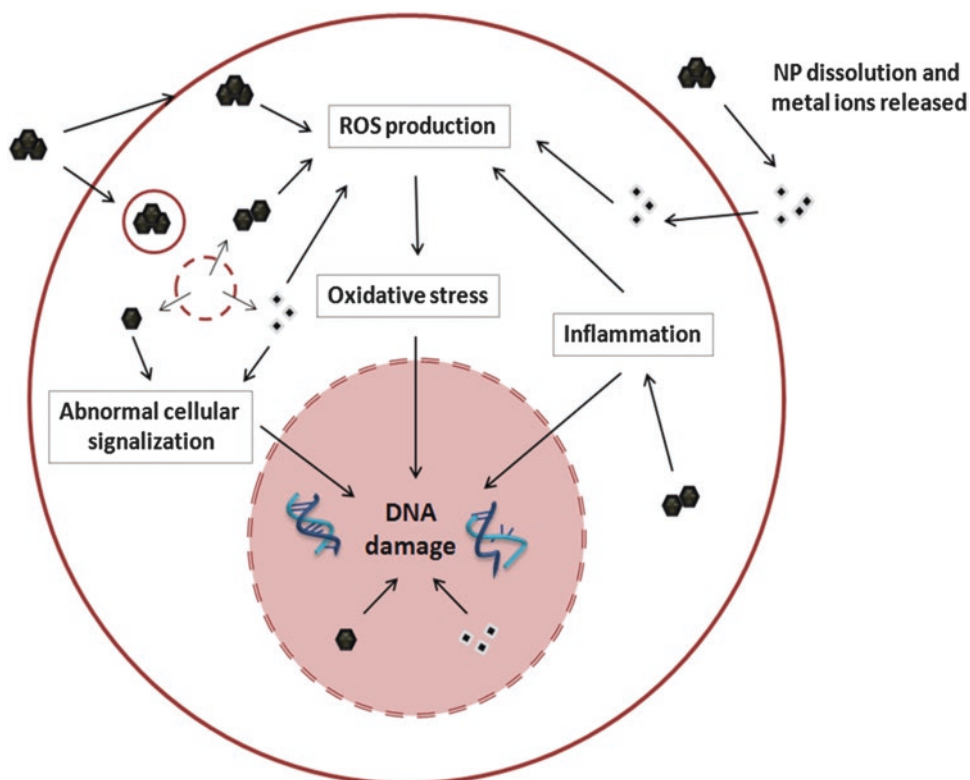 NP dissolution and
metal ions released
ROS production
Oxidative stress
Inflammation
Abnormal cellular
signalization
DNA
damage